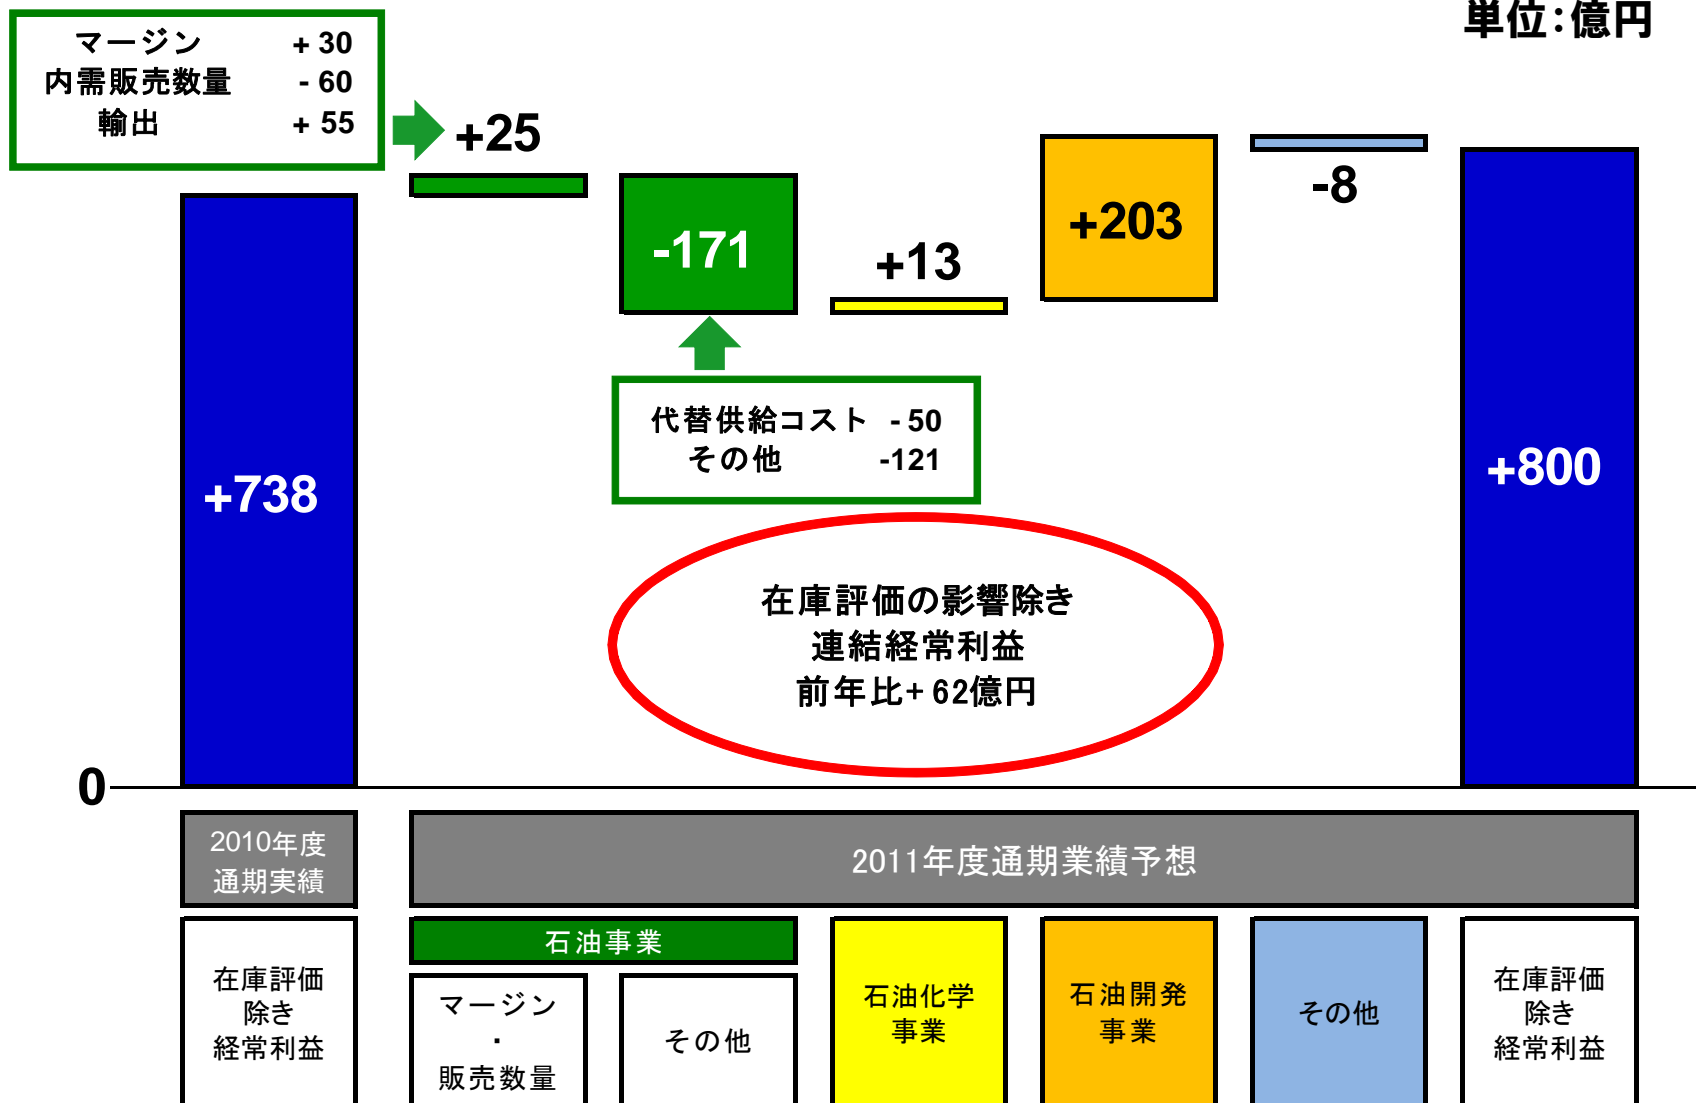 単位：億円
マージン + 30
内需販売数量 - 60
輸出 + 55
+25
-171
+13
+203
-8
代替供給コスト - 50
その他 -121
+738
+800
在庫評価の影響除き
連結経常利益
前年比+ 62億円
0
2010年度
通期実績
2011年度通期業績予想
石油事業
在庫評価
除き
経常利益
マージン
・
販売数量
その他
石油化学
事業
石油開発
事業
その他
在庫評価
除き
経常利益